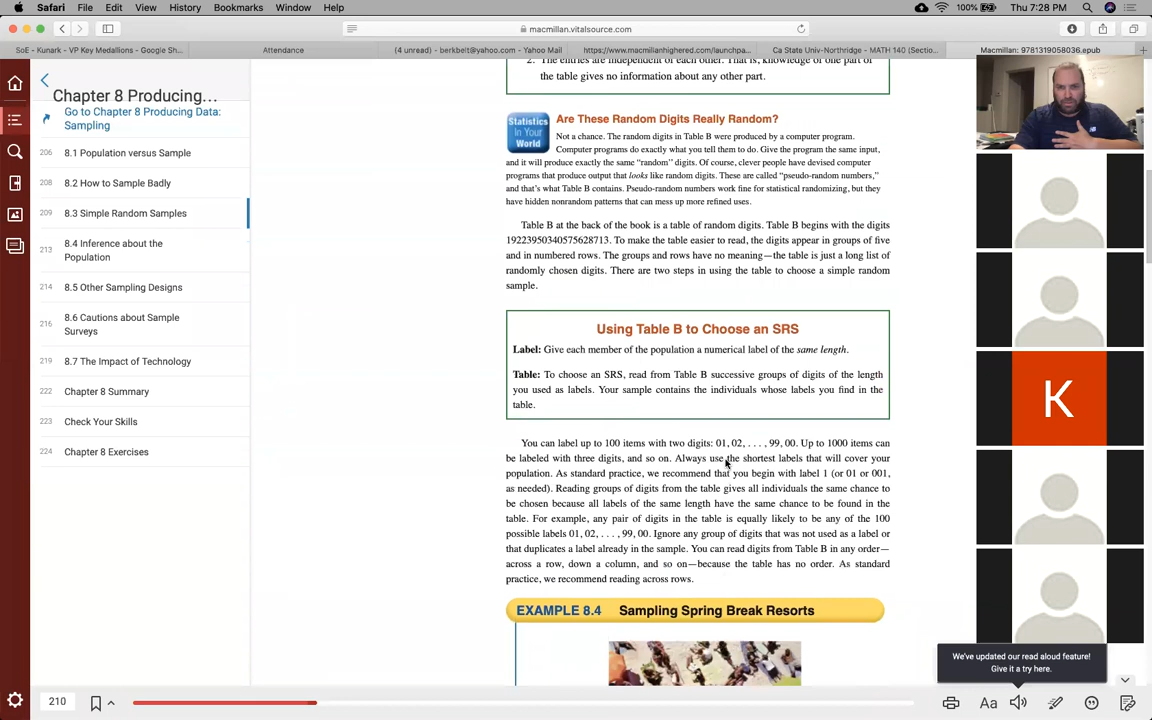 Safari File Edit View History Bookmarks Window Help 100% Thu 7:28 PM
macmillan.vitalsource.com
SoE - Kunark - VP Key Medallions - Google Sh... Attendance (4 unread) - berkbelt@yahoo.com - Yahoo Mail https://www.macmillanhighered.com/launchpa... Ca State Univ-Northridge - MATH 140 (Sectio... Macmillan: 9781319058036.epub
Chapter 8 Producing...
Go to Chapter 8 Producing Data:
Sampling
206 8.1 Population versus Sample
208 8.2 How to Sample Badly
209 8.3 Simple Random Samples
213 8.4 Inference about the
Population
214 8.5 Other Sampling Designs
216 8.6 Cautions about Sample
Surveys
219 8.7 The Impact of Technology
222 Chapter 8 Summary
223 Check Your Skills
224 Chapter 8 Exercises
2. The entries are independent of each other. That is, knowledge of one part of
the table gives no information about any other part.
Statistics
In Your
World
Are These Random Digits Really Random?
Not a chance. The random digits in Table B were produced by a computer program.
Computer programs do exactly what you tell them to do. Give the program the same input,
and it will produce exactly the same “random” digits. Of course, clever people have devised computer
programs that produce output that looks like random digits. These are called “pseudo-random numbers,”
and that’s what Table B contains. Pseudo-random numbers work fine for statistical randomizing, but they
have hidden nonrandom patterns that can mess up more refined uses.
Table B at the back of the book is a table of random digits. Table B begins with the digits
19223950340575628713. To make the table easier to read, the digits appear in groups of five
and in numbered rows. The groups and rows have no meaning—the table is just a long list of
randomly chosen digits. There are two steps in using the table to choose a simple random
sample.
Using Table B to Choose an SRS
Label: Give each member of the population a numerical label of the same length.
Table: To choose an SRS, read from Table B successive groups of digits of the length
you used as labels. Your sample contains the individuals whose labels you find in the
table.
You can label up to 100 items with two digits: 01, 02, . . . , 99, 00. Up to 1000 items can
be labeled with three digits, and so on. Always use the shortest labels that will cover your
population. As standard practice, we recommend that you begin with label 1 (or 01 or 001,
as needed). Reading groups of digits from the table gives all individuals the same chance to
be chosen because all labels of the same length have the same chance to be found in the
table. For example, any pair of digits in the table is equally likely to be any of the 100
possible labels 01, 02, . . . , 99, 00. Ignore any group of digits that was not used as a label or
that duplicates a label already in the sample. You can read digits from Table B in any order—
across a row, down a column, and so on—because the table has no order. As standard
practice, we recommend reading across rows.
EXAMPLE 8.4 Sampling Spring Break Resorts
K
We've updated our read aloud feature!
Give it a try here.
210
Aa